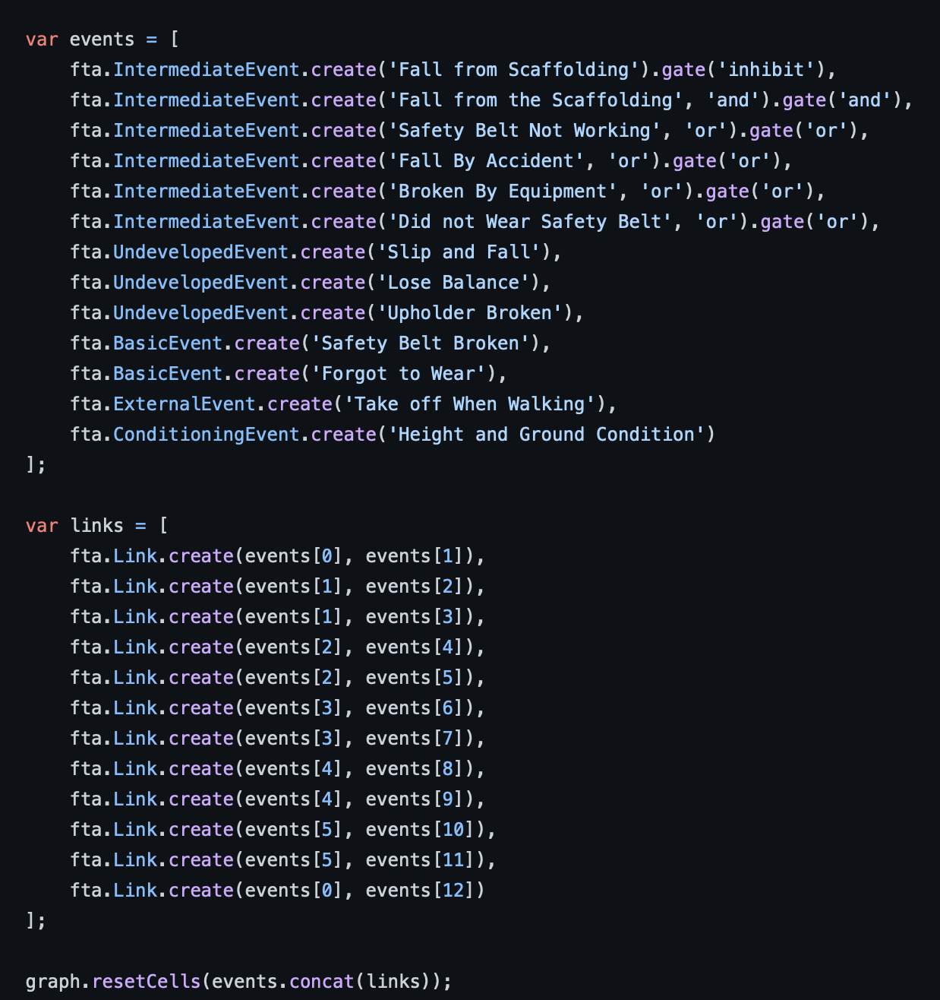 var events = [
    fta.IntermediateEvent.create('Fall from Scaffolding').gate('inhibit'),
    fta.IntermediateEvent.create('Fall from the Scaffolding', 'and').gate('and'),
    fta.IntermediateEvent.create('Safety Belt Not Working', 'or').gate('or'),
    fta.IntermediateEvent.create('Fall By Accident', 'or').gate('or'),
    fta.IntermediateEvent.create('Broken By Equipment', 'or').gate('or'),
    fta.IntermediateEvent.create('Did not Wear Safety Belt', 'or').gate('or'),
    fta.UndevelopedEvent.create('Slip and Fall'),
    fta.UndevelopedEvent.create('Lose Balance'),
    fta.UndevelopedEvent.create('Upholder Broken'),
    fta.BasicEvent.create('Safety Belt Broken'),
    fta.BasicEvent.create('Forgot to Wear'),
    fta.ExternalEvent.create('Take off When Walking'),
    fta.ConditioningEvent.create('Height and Ground Condition')
];

var links = [
    fta.Link.create(events[0], events[1]),
    fta.Link.create(events[1], events[2]),
    fta.Link.create(events[1], events[3]),
    fta.Link.create(events[2], events[4]),
    fta.Link.create(events[2], events[5]),
    fta.Link.create(events[3], events[6]),
    fta.Link.create(events[3], events[7]),
    fta.Link.create(events[4], events[8]),
    fta.Link.create(events[4], events[9]),
    fta.Link.create(events[5], events[10]),
    fta.Link.create(events[5], events[11]),
    fta.Link.create(events[0], events[12])
];

graph.resetCells(events.concat(links));